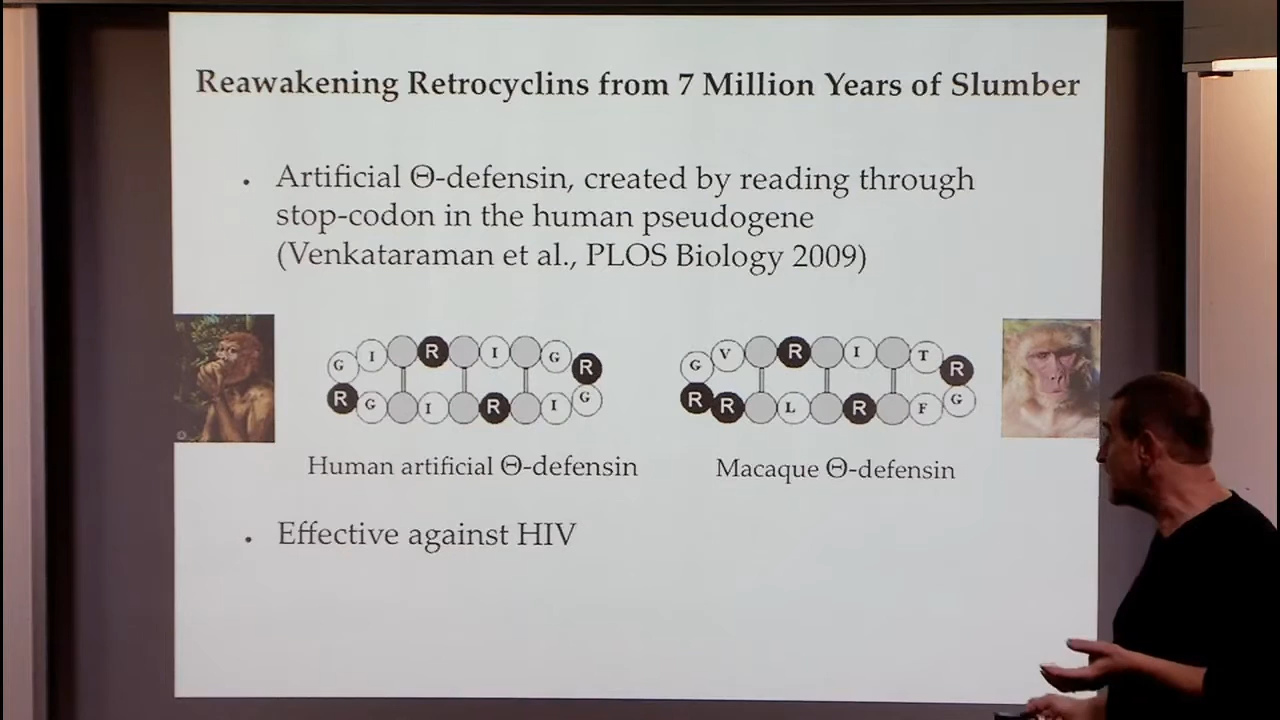 Reawakening Retrocyclins from 7 Million Years of Slumber
. Artificial Θ-defensin, created by reading through
stop-codon in the human pseudogene
(Venkataraman et al., PLOS Biology 2009)
G I R I G R
R G I R I G
G V R I T R
R R L R F G
Human artificial Θ-defensin
Macaque Θ-defensin
. Effective against HIV